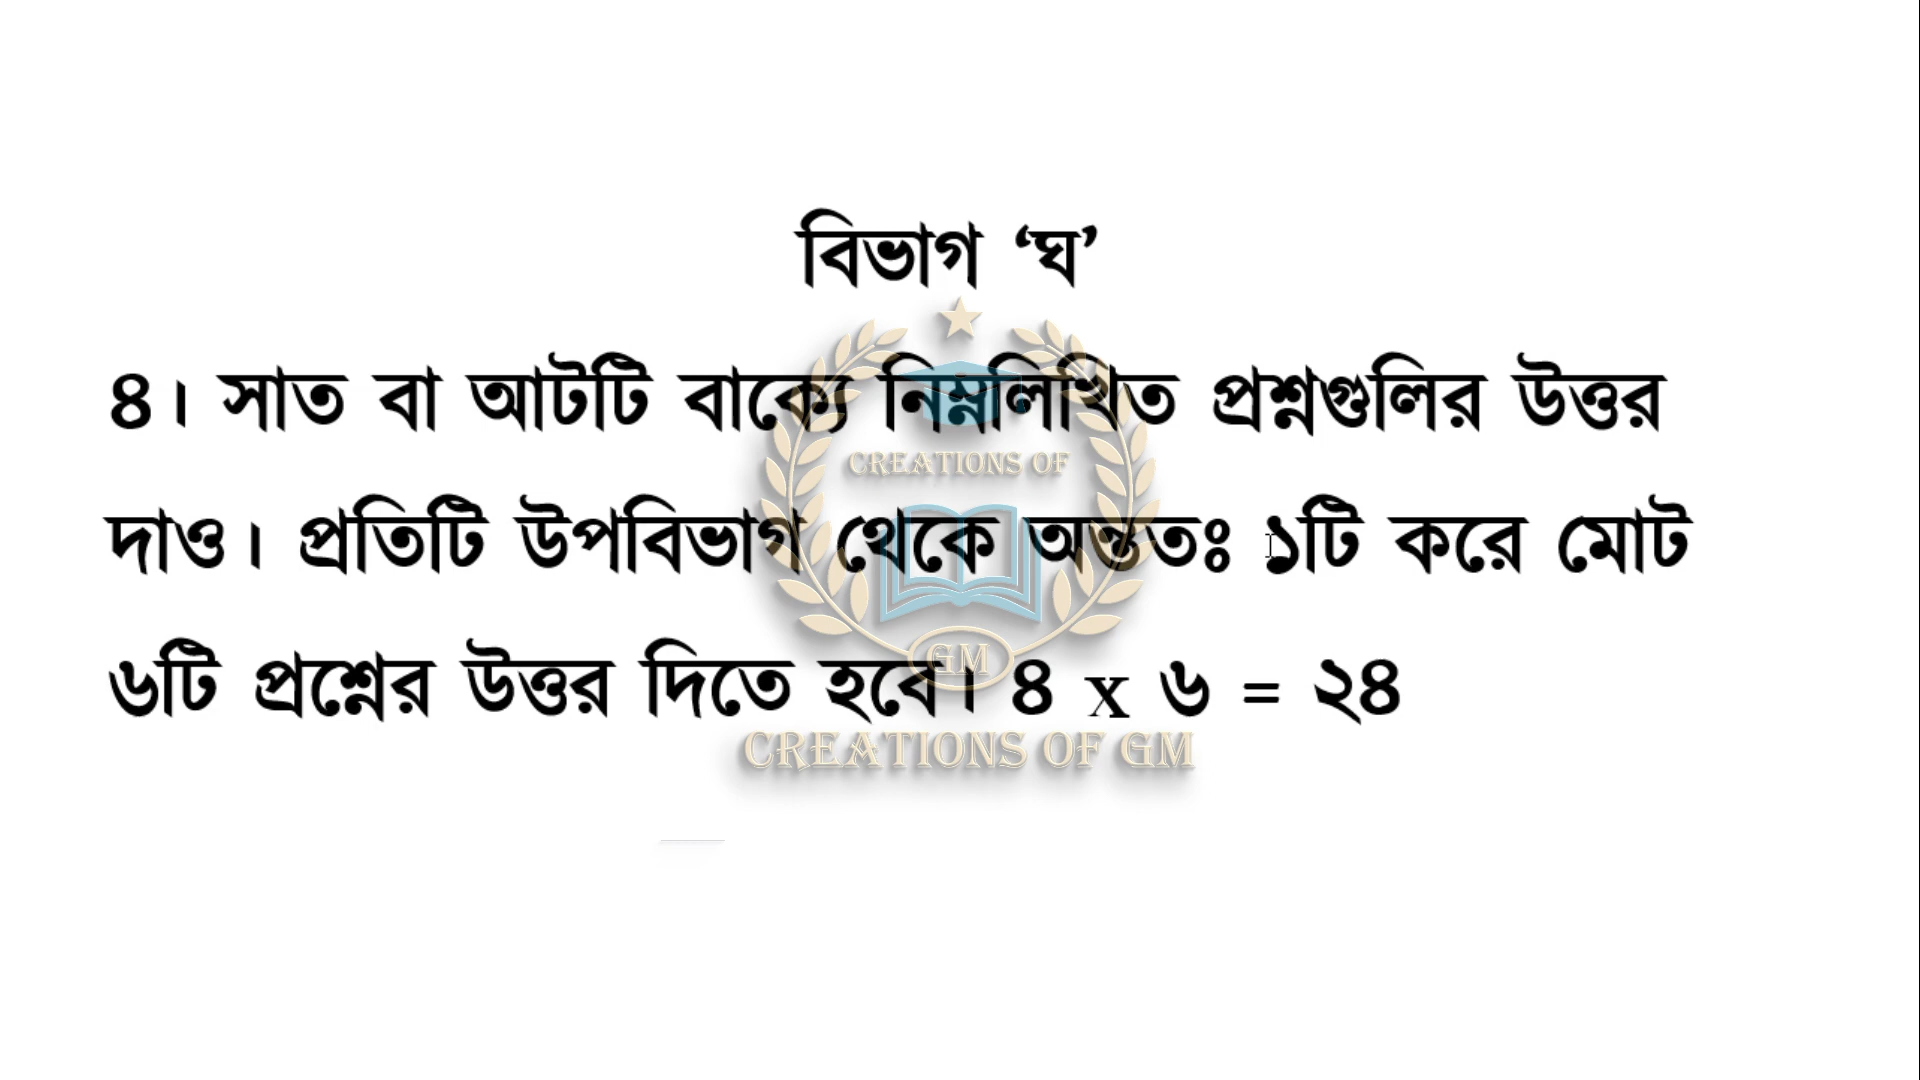 বিভাগ ‘ঘ’
৪। সাত বা আটটি বাক্যে নিম্নলিখিত প্রশ্নগুলির উত্তর
CREATIONS OF
দাও। প্রতিটি উপবিভাগ থেকে অন্ততঃ ১টি করে মোট
GM
৬টি প্রশ্নের উত্তর দিতে হবে। ৪ x ৬ = ২৪
CREATIONS OF GM